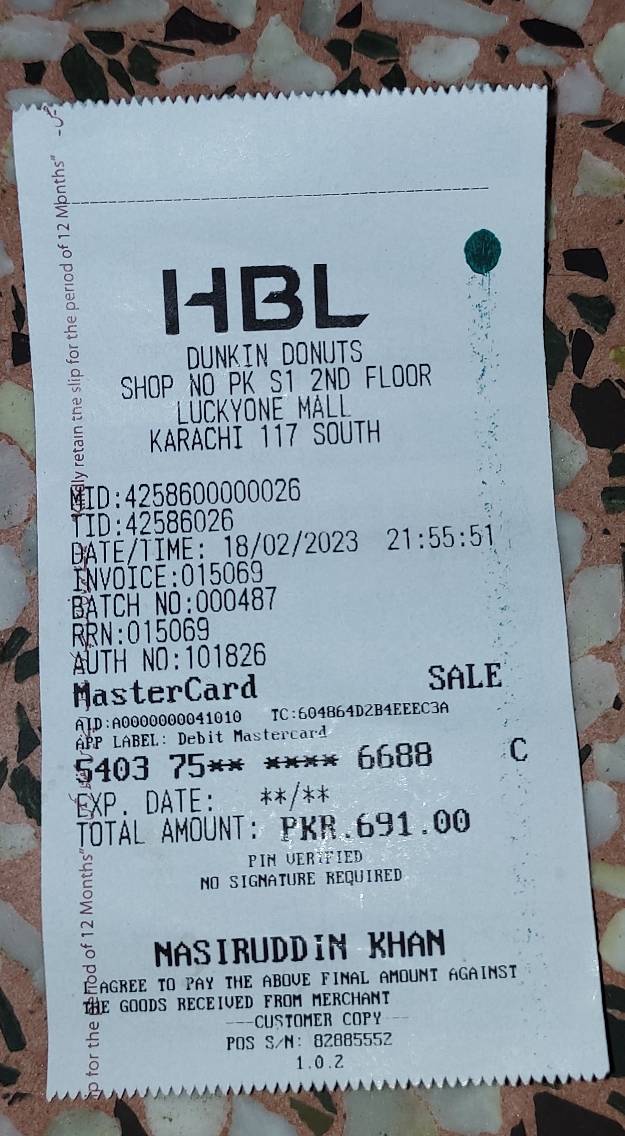 HBL
DUNKIN DONUTS
SHOP NO PK S1 2ND FLOOR
LUCKYONE MALL
KARACHI 117 SOUTH
MID:4258600000026
TID:42586026
DATE/TIME: 18/02/2023 21:55:51
INVOICE:015069
BATCH NO:000487
RRN:015069
AUTH NO:101826
MasterCard SALE
AID:A0000000041010 TC:604864D2B4EEEC3A
APP LABEL: Debit Mastercard
5403 75** **** 6688 C
EXP. DATE: **/**
TOTAL AMOUNT: PKR.691.00
PIN VERIFIED
NO SIGNATURE REQUIRED
NASIRUDDIN KHAN
I AGREE TO PAY THE ABOVE FINAL AMOUNT AGAINST
THE GOODS RECEIVED FROM MERCHANT
---CUSTOMER COPY---
POS S/N: 82885552
1.0.2
retain the slip for the period of 12 Months"
for the period of 12 Months"